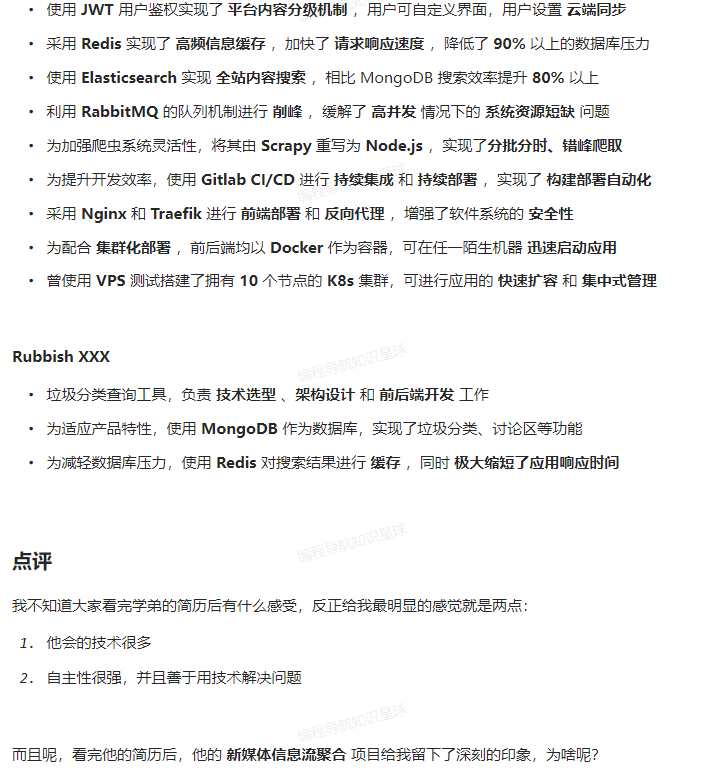 • 使用 JWT 用户鉴权实现了 平台内容分级机制 ，用户可自定义界面，用户设置 云端同步
• 采用 Redis 实现了 高频信息缓存 ，加快了 请求响应速度 ，降低了 90% 以上的数据库压力
• 使用 Elasticsearch 实现 全站内容搜索 ，相比 MongoDB 搜索效率提升 80% 以上
• 利用 RabbitMQ 的队列机制进行 削峰 ，缓解了 高并发 情况下的 系统资源短缺 问题
• 为加强爬虫系统灵活性，将其由 Scrapy 重写为 Node.js ，实现了分批分时、错峰爬取
• 为提升开发效率，使用 Gitlab CI/CD 进行 持续集成 和 持续部署 ，实现了 构建部署自动化
• 采用 Nginx 和 Traefik 进行 前端部署 和 反向代理 ，增强了软件系统的 安全性
• 为配合 集群化部署 ，前后端均以 Docker 作为容器，可在任一陌生机器 迅速启动应用
• 曾使用 VPS 测试搭建了拥有 10 个节点的 K8s 集群，可进行应用的 快速扩容 和 集中式管理
Rubbish XXX
编程导航知识星球
• 垃圾分类查询工具，负责 技术选型 、架构设计 和 前后端开发 工作
• 为适应产品特性，使用 MongoDB 作为数据库，实现了垃圾分类、讨论区等功能
• 为减轻数据库压力，使用 Redis 对搜索结果进行 缓存 ，同时 极大缩短了应用响应时间
编程导航知识星球
点评
我不知道大家看完学弟的简历后有什么感受，反正给我最明显的感觉就是两点：
1. 他会的技术很多
2. 自主性很强，并且善于用技术解决问题
编程导航知识星球
而且呢，看完他的简历后，他的 新媒体信息流聚合 项目给我留下了深刻的印象，为啥呢？